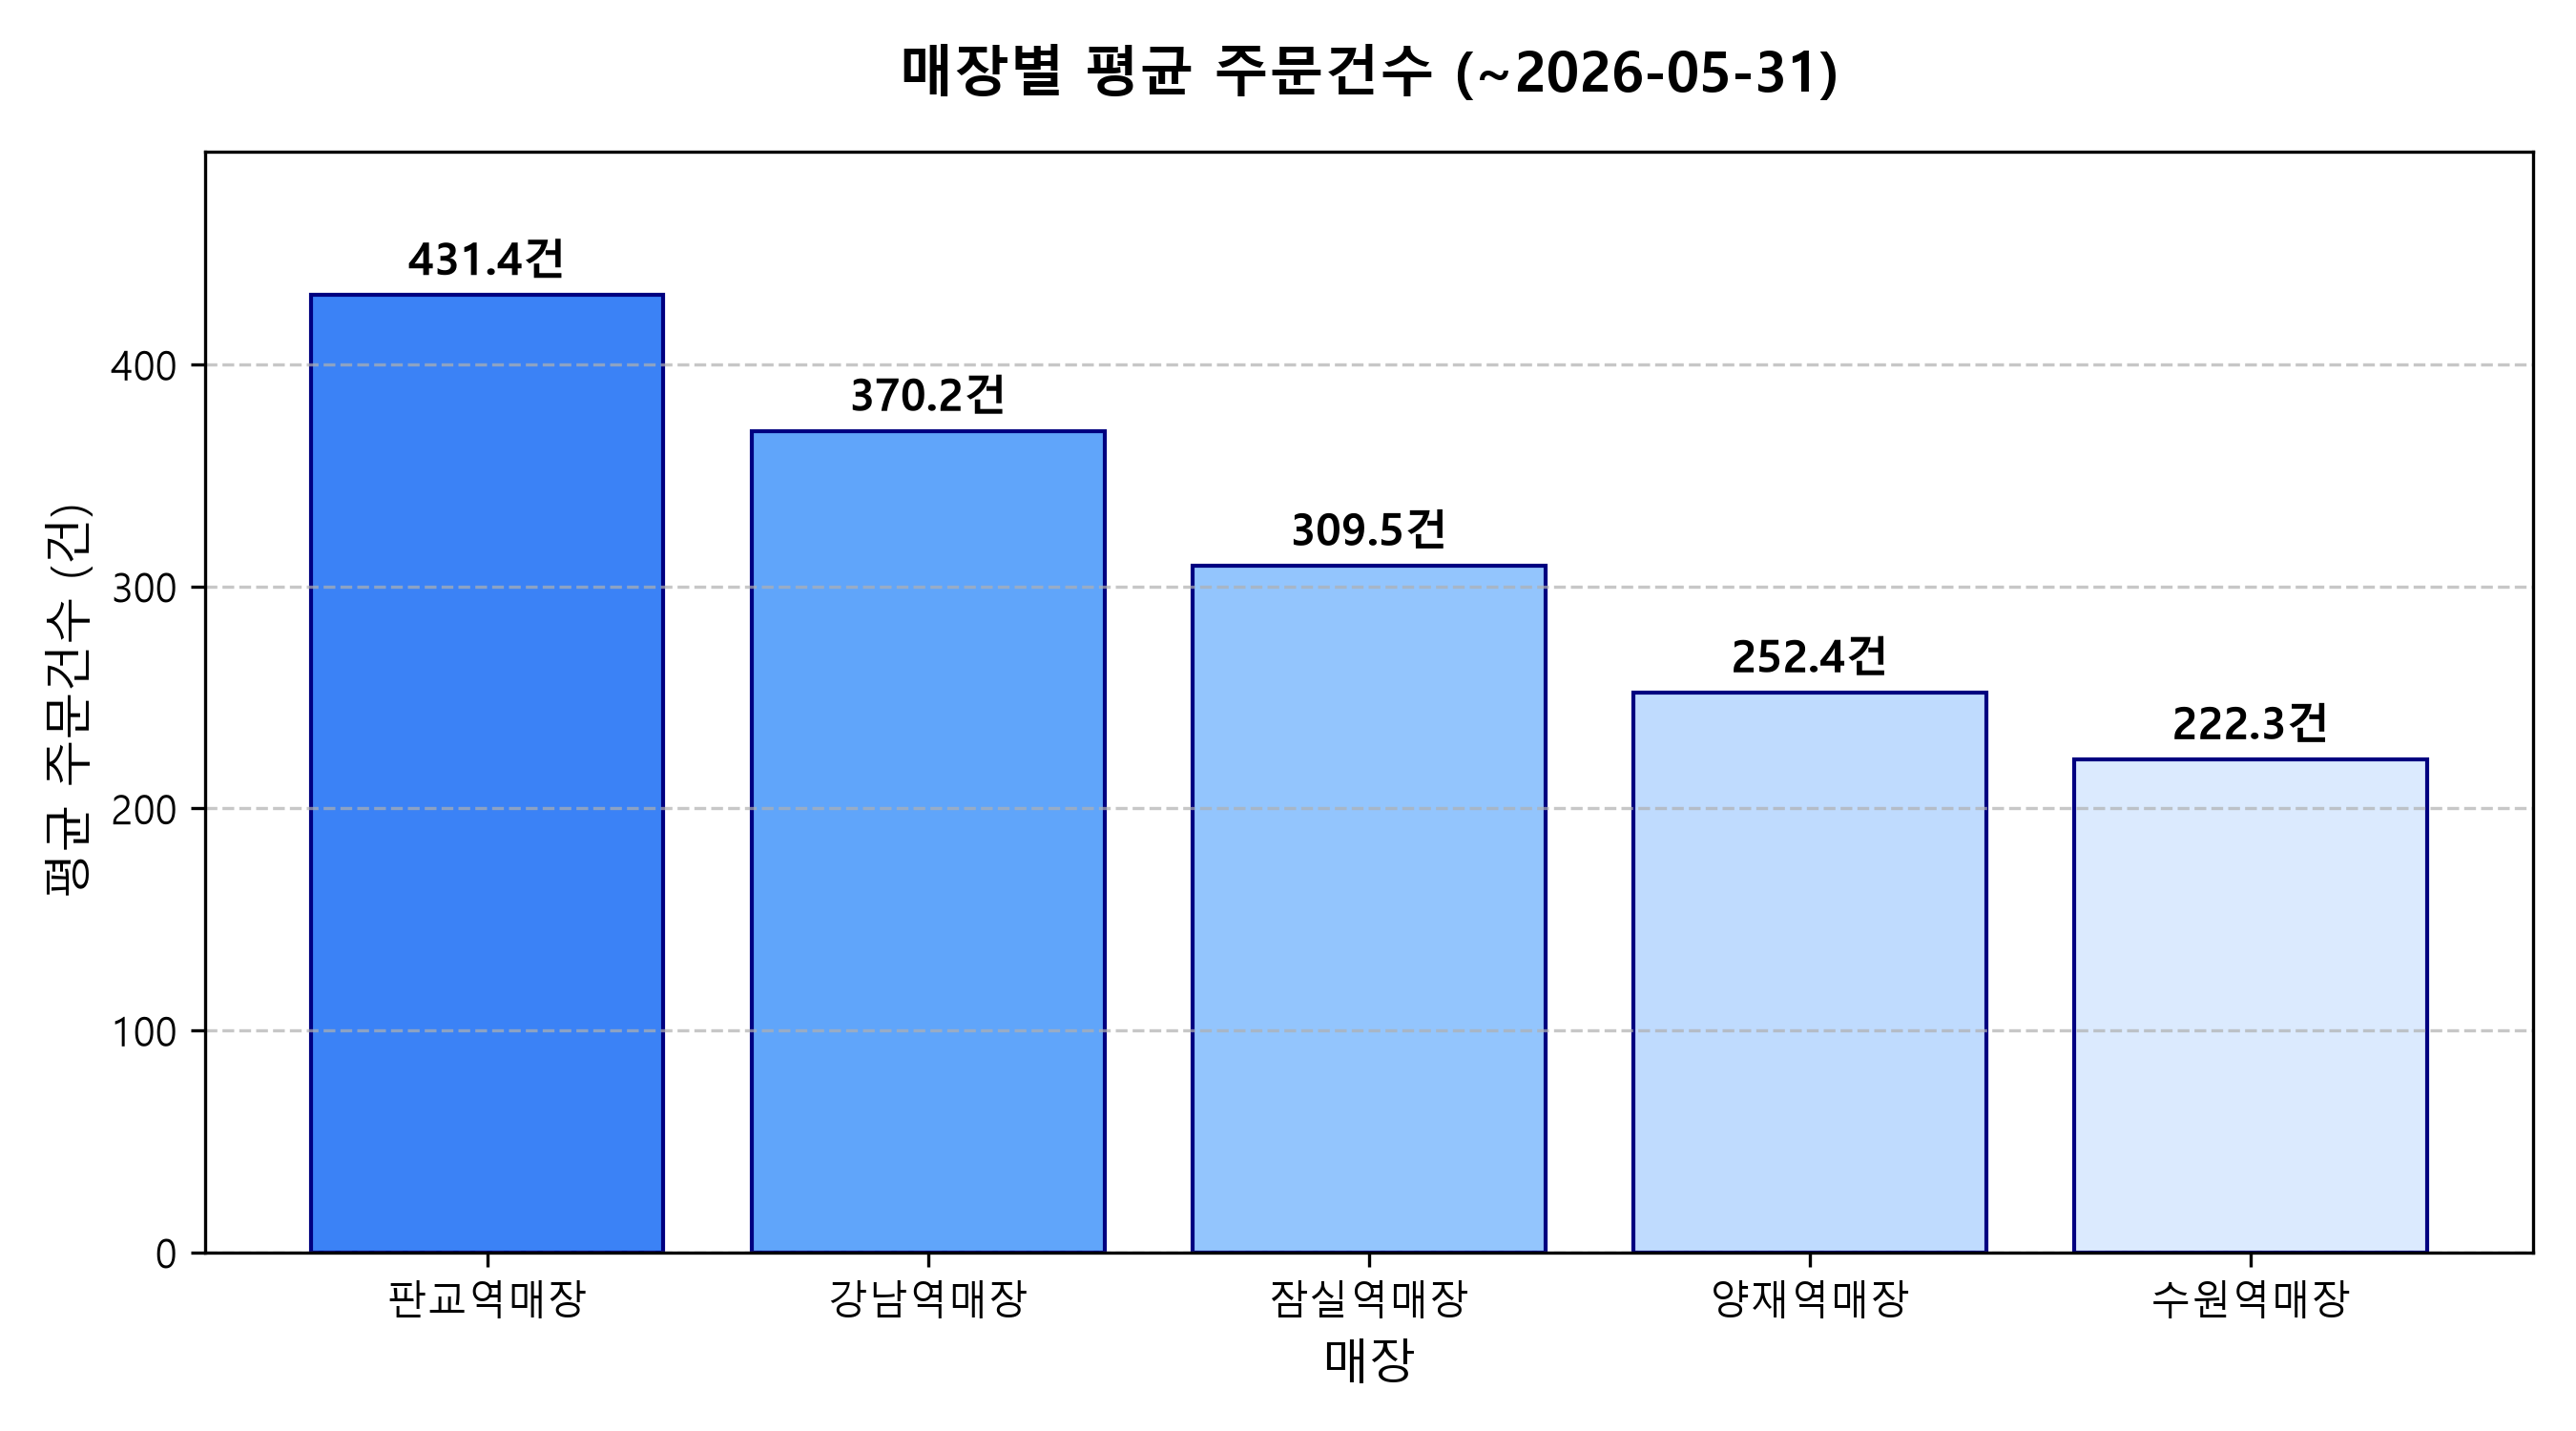 매장별 평균 주문건수 (~2026-05-31)
평균 주문건수 (건)
400
300
200
100
0
431.4건
370.2건
309.5건
252.4건
222.3건
판교역매장 강남역매장 잠실역매장 양재역매장 수원역매장
매장